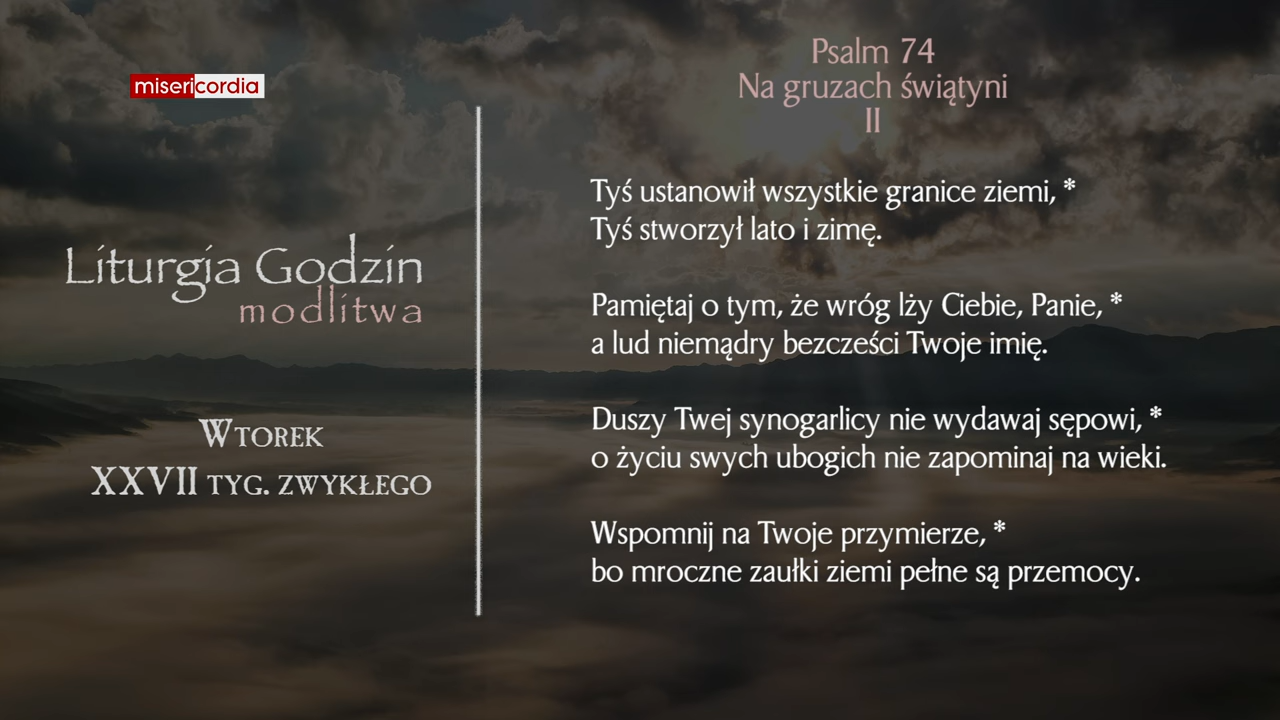 misericordia
Liturgia Godzin
modlitwa
Wtorek
XXVII tyg. zwykłego
Psalm 74
Na gruzach świątyni
II
Tyś ustanowił wszystkie granice ziemi, *
Tyś stworzył lato i zimę.
Pamiętaj o tym, że wróg lży Ciebie, Panie, *
a lud niemądry bezcześci Twoje imię.
Duszy Twej synogarlicy nie wydawaj sępowi, *
o życiu swych ubogich nie zapominaj na wieki.
Wspomnij na Twoje przymierze, *
bo mroczne zaułki ziemi pełne są przemocy.